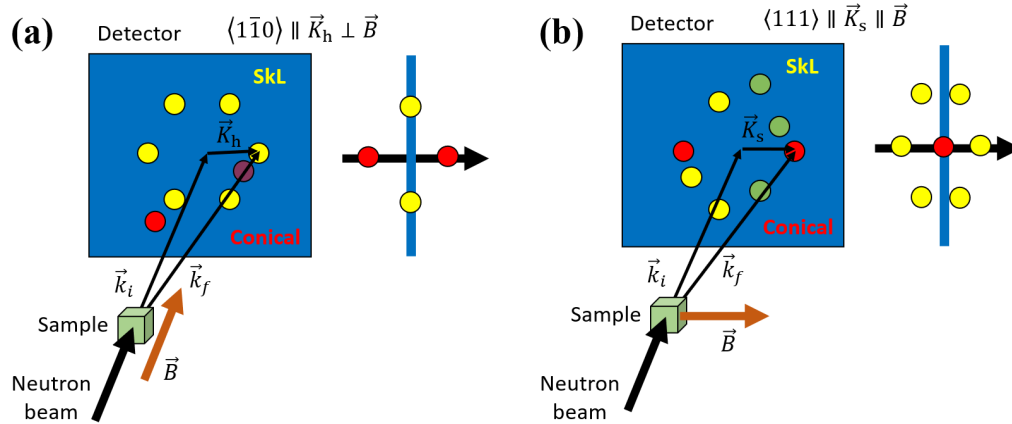 (a)
Detector
⟨11̅0⟩ ∥ K⃗h ⊥ B⃗
SkL
K⃗h
Conical
k⃗i
k⃗f
Sample
B⃗
Neutron
beam
(b)
Detector
⟨111⟩ ∥ K⃗s ∥ B⃗
SkL
K⃗s
Conical
k⃗i
k⃗f
Sample
B⃗
Neutron
beam